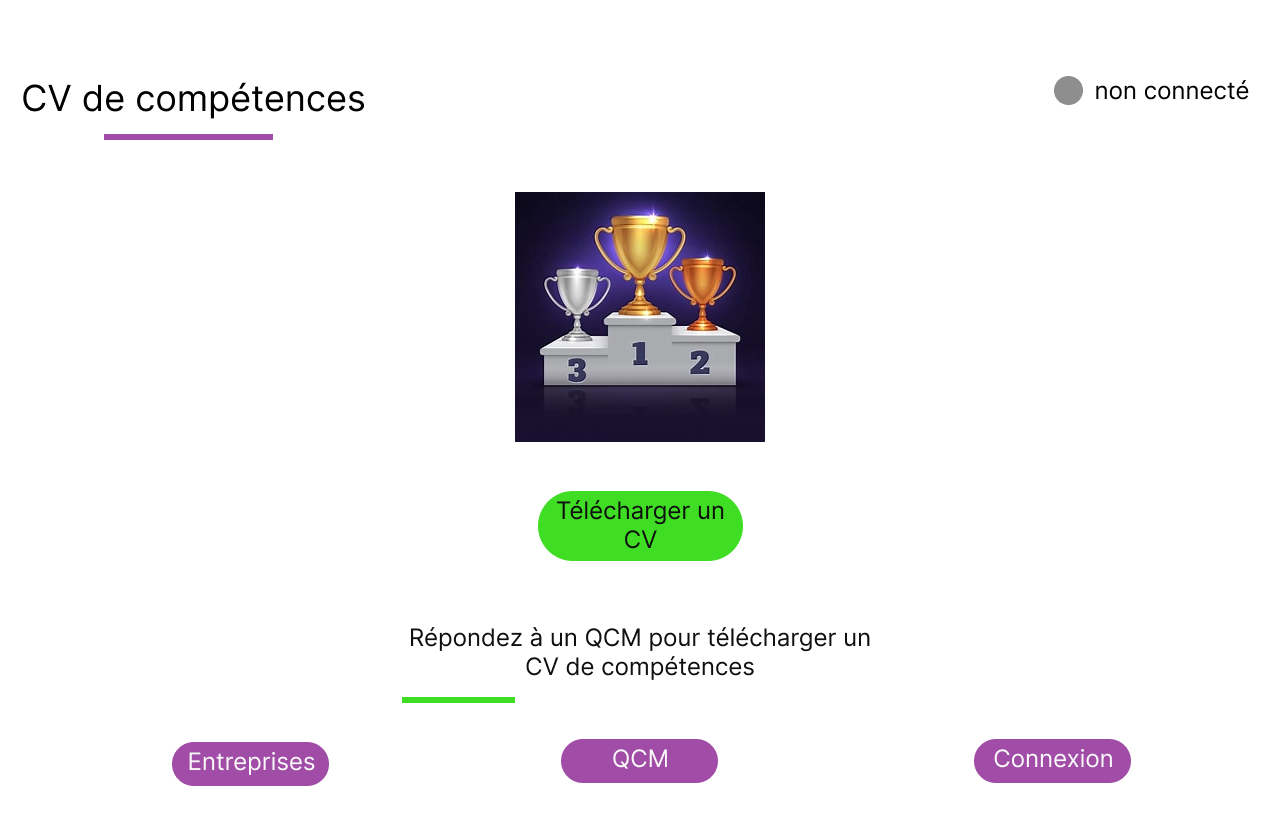 CV de compétences
non connecté
3
1
2
Télécharger un
CV
Répondez à un QCM pour télécharger un
CV de compétences
Entreprises
QCM
Connexion